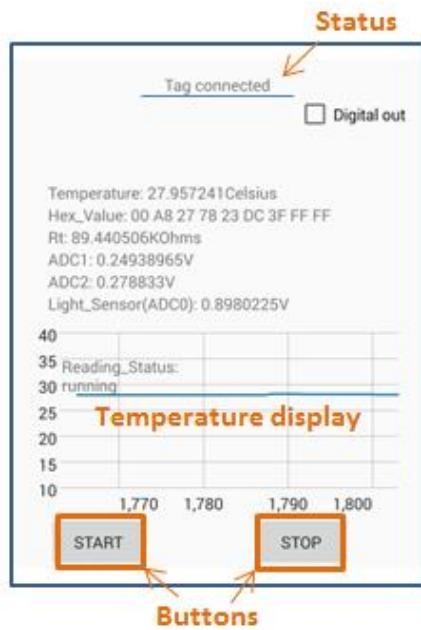 Status
Tag connected
Digital out
Temperature: 27.957241Celsius
Hex_Value: 00 A8 27 78 23 DC 3F FF FF
Rt: 89.440506KOhms
ADC1: 0.24938965V
ADC2: 0.278833V
Light_Sensor(ADC0): 0.8980225V
40
35
Reading_Status:
30
running
25
Temperature display
20
15
10
1,770 1,780 1,790 1,800
START STOP
Buttons